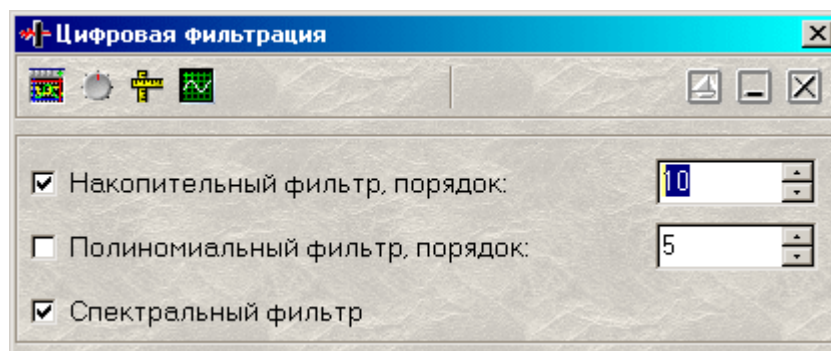 Цифровая Фильтрация
Накопительный фильтр, порядок: 10
Полиномиальный фильтр, порядок: 5
Спектральный фильтр